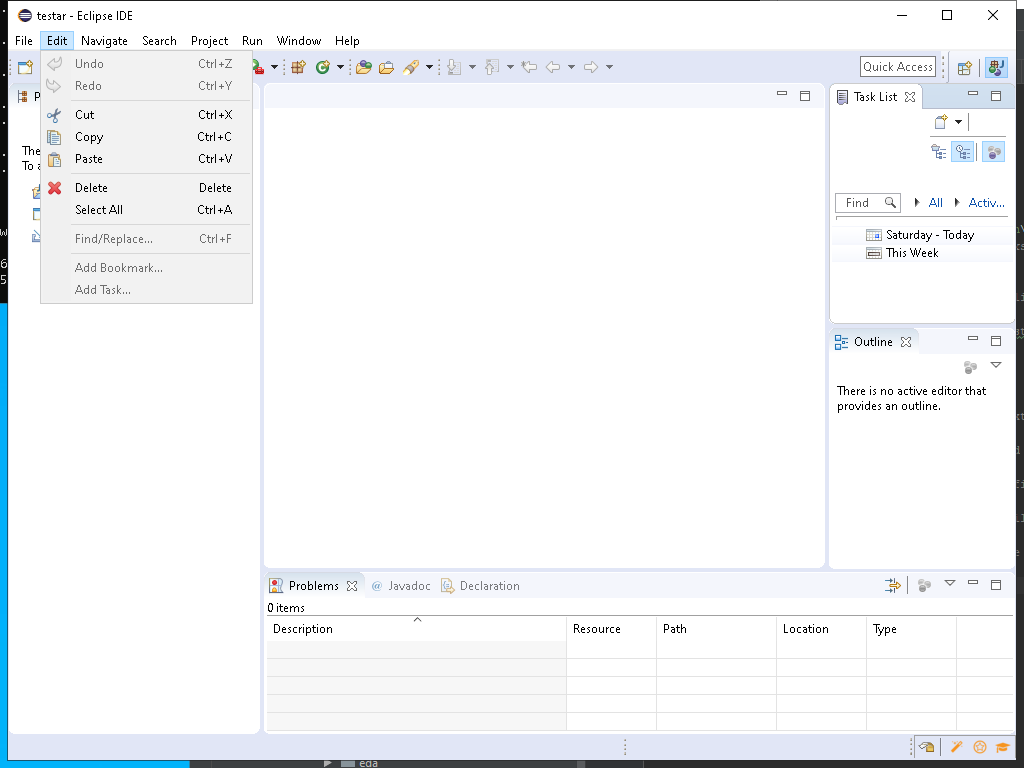 testar - Eclipse IDE
File Edit Navigate Search Project Run Window Help
Undo Ctrl+Z
Redo Ctrl+Y
Cut Ctrl+X
Copy Ctrl+C
Paste Ctrl+V
Delete Delete
Select All Ctrl+A
Find/Replace... Ctrl+F
Add Bookmark...
Add Task...
Quick Access
P
The
To a
Task List
Find All Activ...
Saturday - Today
This Week
Outline
There is no active editor that
provides an outline.
Problems @ Javadoc Declaration
0 items
Description Resource Path Location Type
eda